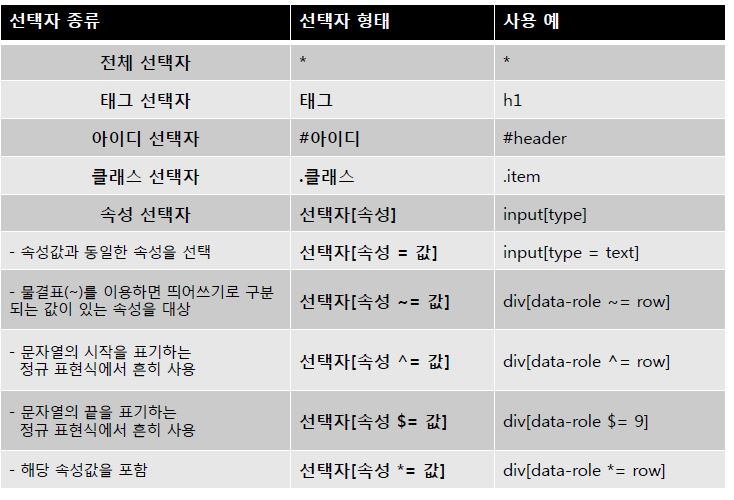 선택자 종류 선택자 형태 사용 예
전체 선택자 * *
태그 선택자 태그 h1
아이디 선택자 #아이디 #header
클래스 선택자 .클래스 .item
속성 선택자 선택자[속성] input[type]
- 속성값과 동일한 속성을 선택 선택자[속성 = 값] input[type = text]
- 물결표(~)를 이용하면 띄어쓰기로 구분
되는 값이 있는 속성을 대상 선택자[속성 ~= 값] div[data-role ~= row]
- 문자열의 시작을 표기하는
정규 표현식에서 흔히 사용 선택자[속성 ^= 값] div[data-role ^= row]
- 문자열의 끝을 표기하는
정규 표현식에서 흔히 사용 선택자[속성 $= 값] div[data-role $= 9]
- 해당 속성값을 포함 선택자[속성 *= 값] div[data-role *= row]